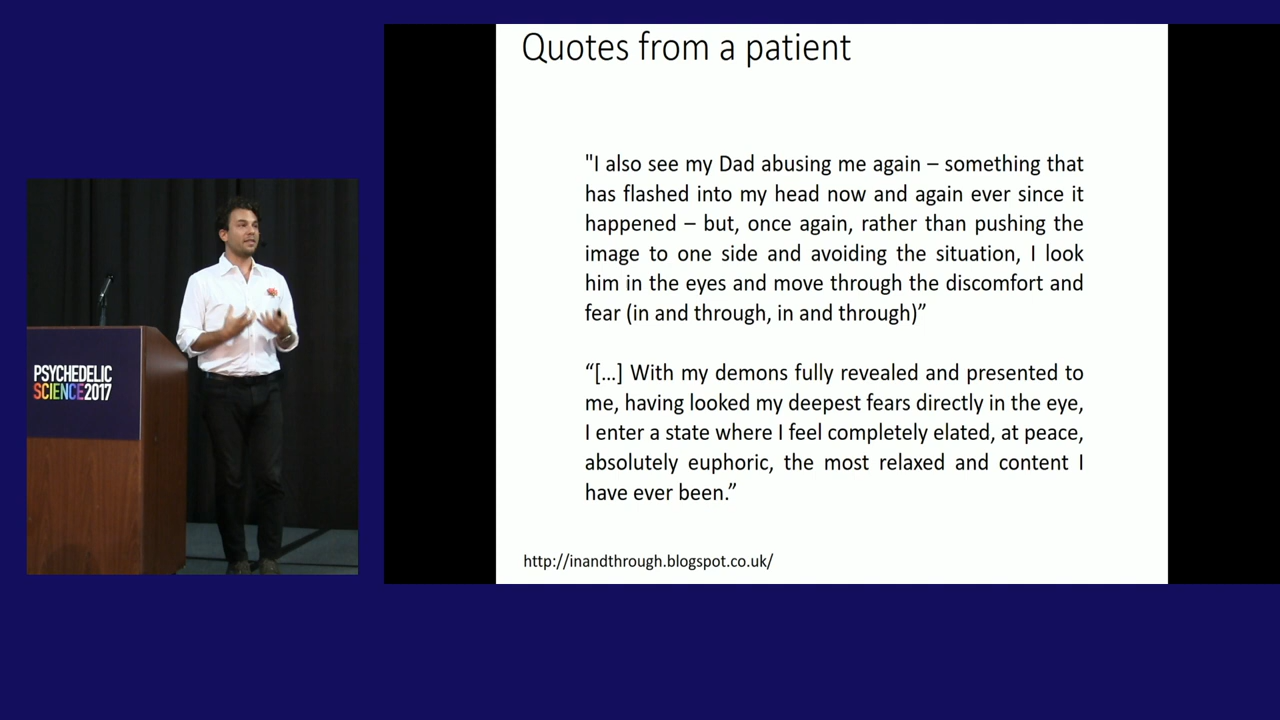 Quotes from a patient
"I also see my Dad abusing me again – something that
has flashed into my head now and again ever since it
happened – but, once again, rather than pushing the
image to one side and avoiding the situation, I look
him in the eyes and move through the discomfort and
fear (in and through, in and through)”
“[…] With my demons fully revealed and presented to
me, having looked my deepest fears directly in the eye,
I enter a state where I feel completely elated, at peace,
absolutely euphoric, the most relaxed and content I
have ever been.”
http://inandthrough.blogspot.co.uk/
PSYCHEDELIC
SCIENCE2017